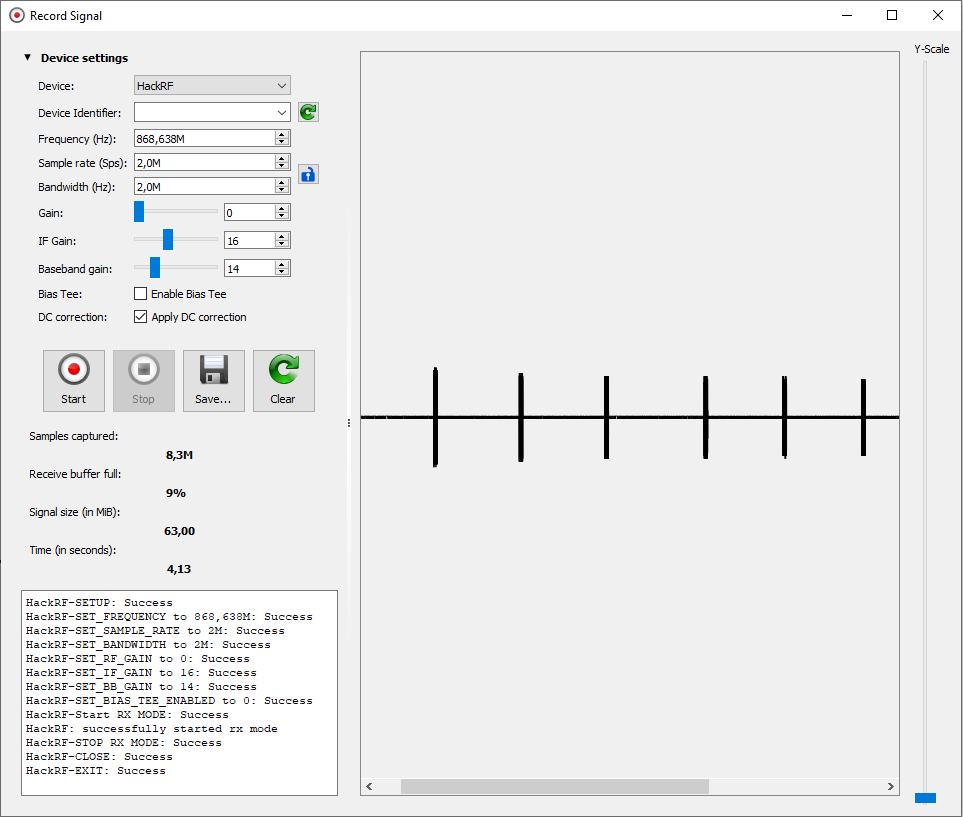 Record Signal
Y-Scale
▼ Device settings
Device: HackRF
Device Identifier:
Frequency (Hz): 868,638M
Sample rate (Sps): 2,0M
Bandwidth (Hz): 2,0M
Gain: 0
IF Gain: 16
Baseband gain: 14
Bias Tee: Enable Bias Tee
DC correction: Apply DC correction
Start Stop Save... Clear
Samples captured:
8,3M
Receive buffer full:
9%
Signal size (in MiB):
63,00
Time (in seconds):
4,13
HackRF-SETUP: Success
HackRF-SET_FREQUENCY to 868,638M: Success
HackRF-SET_SAMPLE_RATE to 2M: Success
HackRF-SET_BANDWIDTH to 2M: Success
HackRF-SET_RF_GAIN to 0: Success
HackRF-SET_IF_GAIN to 16: Success
HackRF-SET_BB_GAIN to 14: Success
HackRF-SET_BIAS_TEE_ENABLED to 0: Success
HackRF-Start RX MODE: Success
HackRF: successfully started rx mode
HackRF-STOP RX MODE: Success
HackRF-CLOSE: Success
HackRF-EXIT: Success